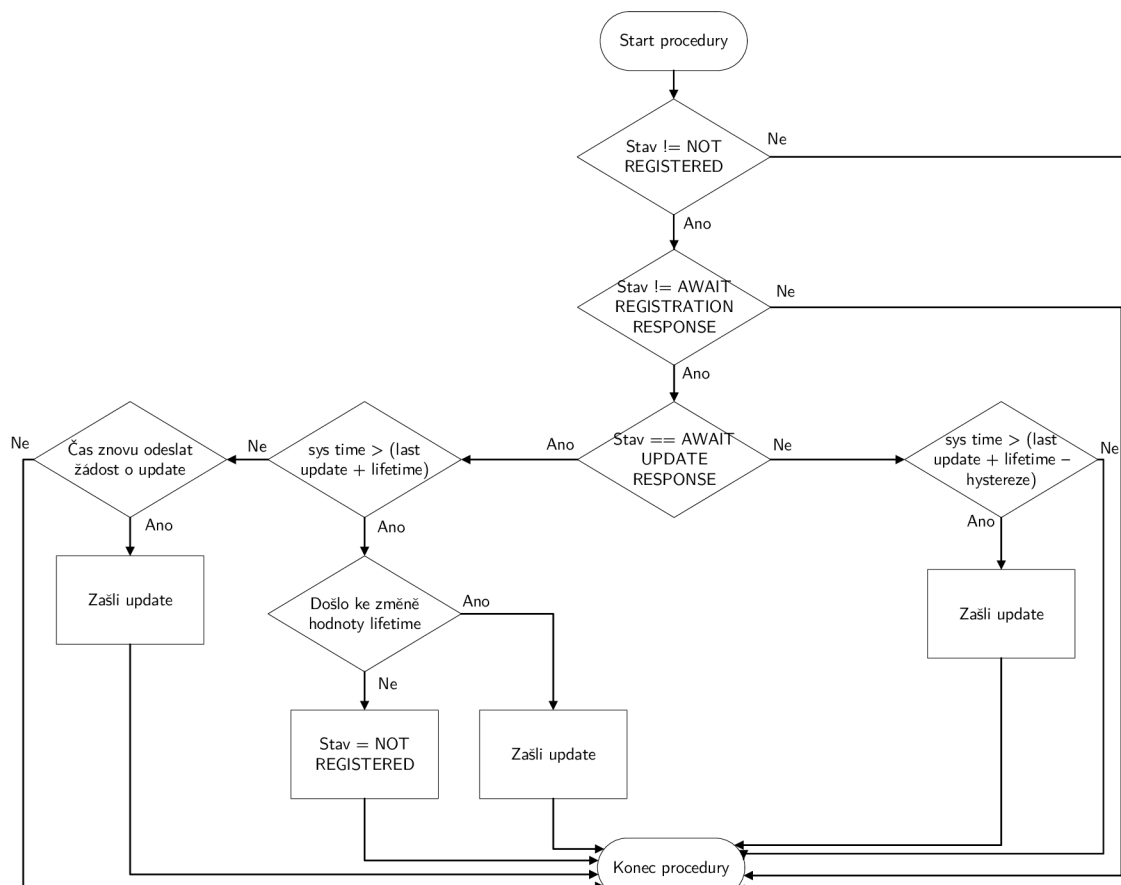 Start procedury
Stav != NOT
REGISTERED
Ne
Ano
Stav != AWAIT
REGISTRATION
RESPONSE
Ne
Ano
Stav == AWAIT
UPDATE
RESPONSE
Ano
Ne
sys time > (last
update + lifetime)
Ne
Ano
Čas znovu odeslat
žádost o update
Ne
Ano
Zašli update
Došlo ke změně
hodnoty lifetime
Ano
Ne
Stav = NOT
REGISTERED
Zašli update
sys time > (last
update + lifetime –
hystereze)
Ne
Ano
Zašli update
Konec procedury